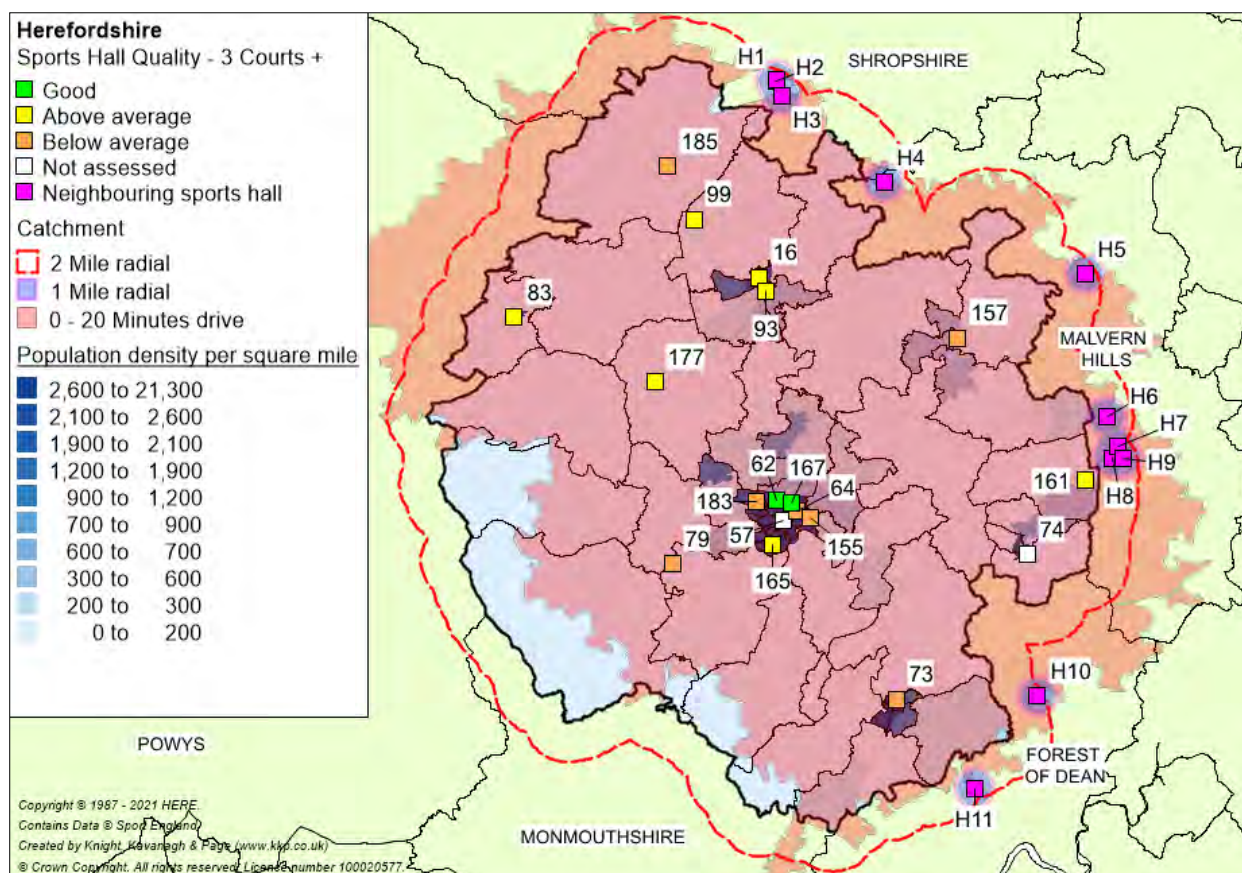 Herefordshire
Sports Hall Quality - 3 Courts +
Good
Above average
Below average
Not assessed
Neighbouring sports hall
Catchment
2 Mile radial
1 Mile radial
0 - 20 Minutes drive
Population density per square mile
2,600 to 21,300
2,100 to 2,600
1,900 to 2,100
1,200 to 1,900
900 to 1,200
700 to 900
600 to 700
300 to 600
200 to 300
0 to 200
H1
H2
SHROPSHIRE
H3
185
H4
99
16
H5
83
157
93
MALVERN
HILLS
177
H6
H7
62
167
H9
64
161
H8
183
74
79
57
155
165
73
H10
POWYS
FOREST
OF DEAN
H11
MONMOUTHSHIRE
Copyright © 1987 - 2021 HERE.
Contains Data © Sport England
Created by Knight, Kavanagh & Page (www.kkp.co.uk)
© Crown Copyright. All rights reserved. License number 100020577.